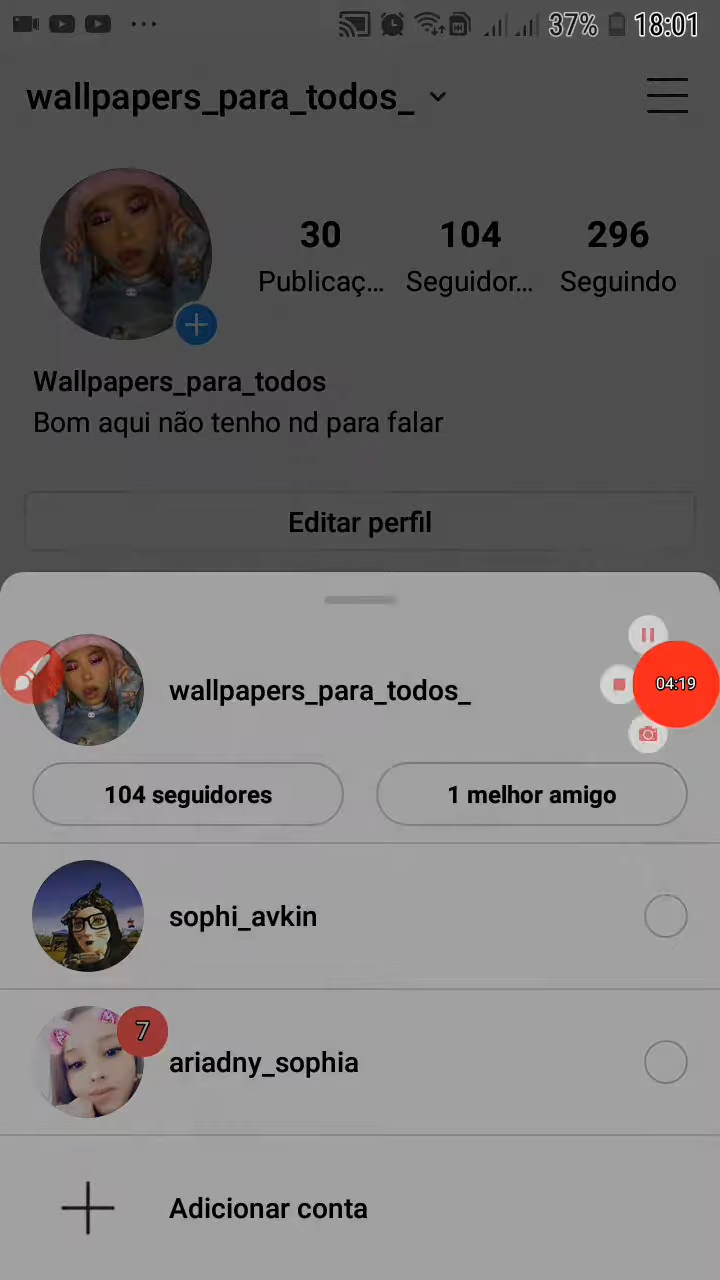 37% 18:01
wallpapers_para_todos_
30 104 296
Publicaç... Seguidor... Seguindo
Wallpapers_para_todos
Bom aqui não tenho nd para falar
Editar perfil
wallpapers_para_todos_
04:19
104 seguidores 1 melhor amigo
sophi_avkin
7
ariadny_sophia
Adicionar conta